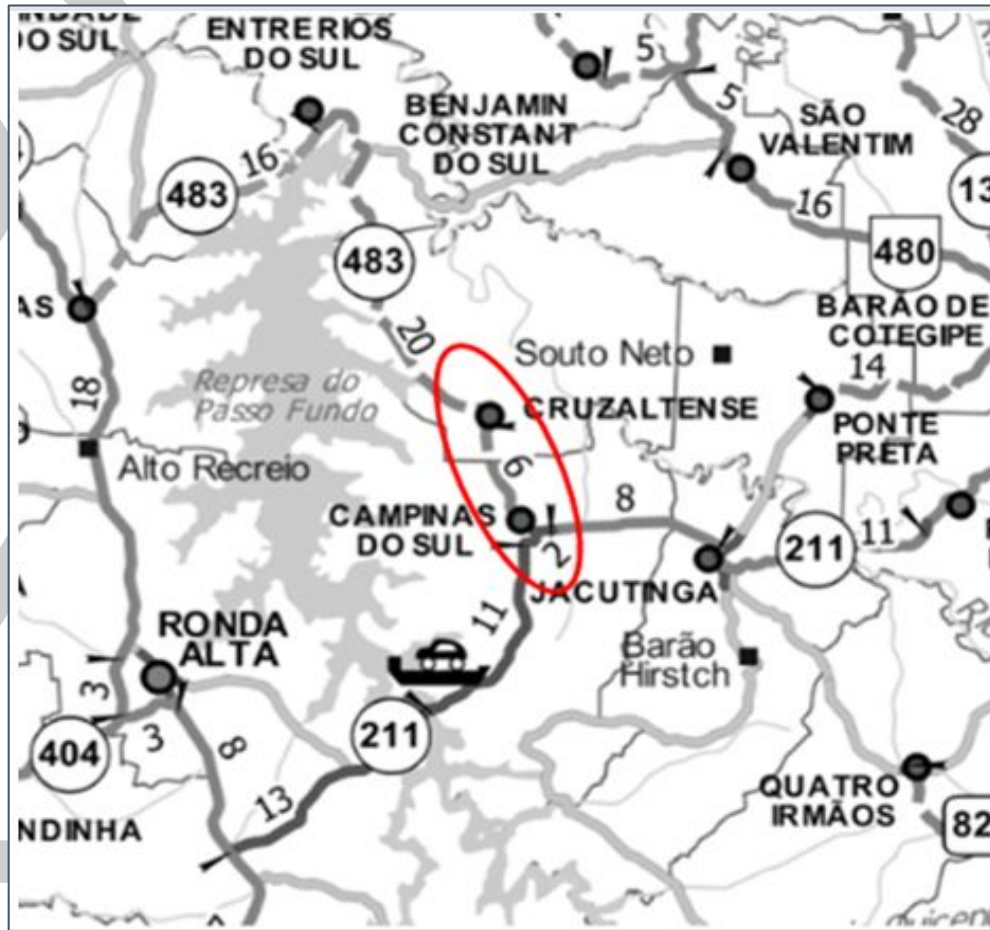 DO SUL
ENTRE RIOS
DO SUL
5
BENJAMIN
CONSTANT
DO SUL
5
SÃO
VALENTIM
28
16
483
13
16
483
480
AS
BARÃO DE
COTEGIPE
20
Souto Neto
14
18
Represa do
Passo Fundo
CRUZALTENSE
PONTE
PRETA
Alto Recreio
6
8
CAMPINAS
DO SUL
2
11
211
JACUTINGA
11
RONDA
ALTA
Barão
Hirstch
3
211
404
3
8
QUATRO
IRMÃOS
13
NDINHA
82